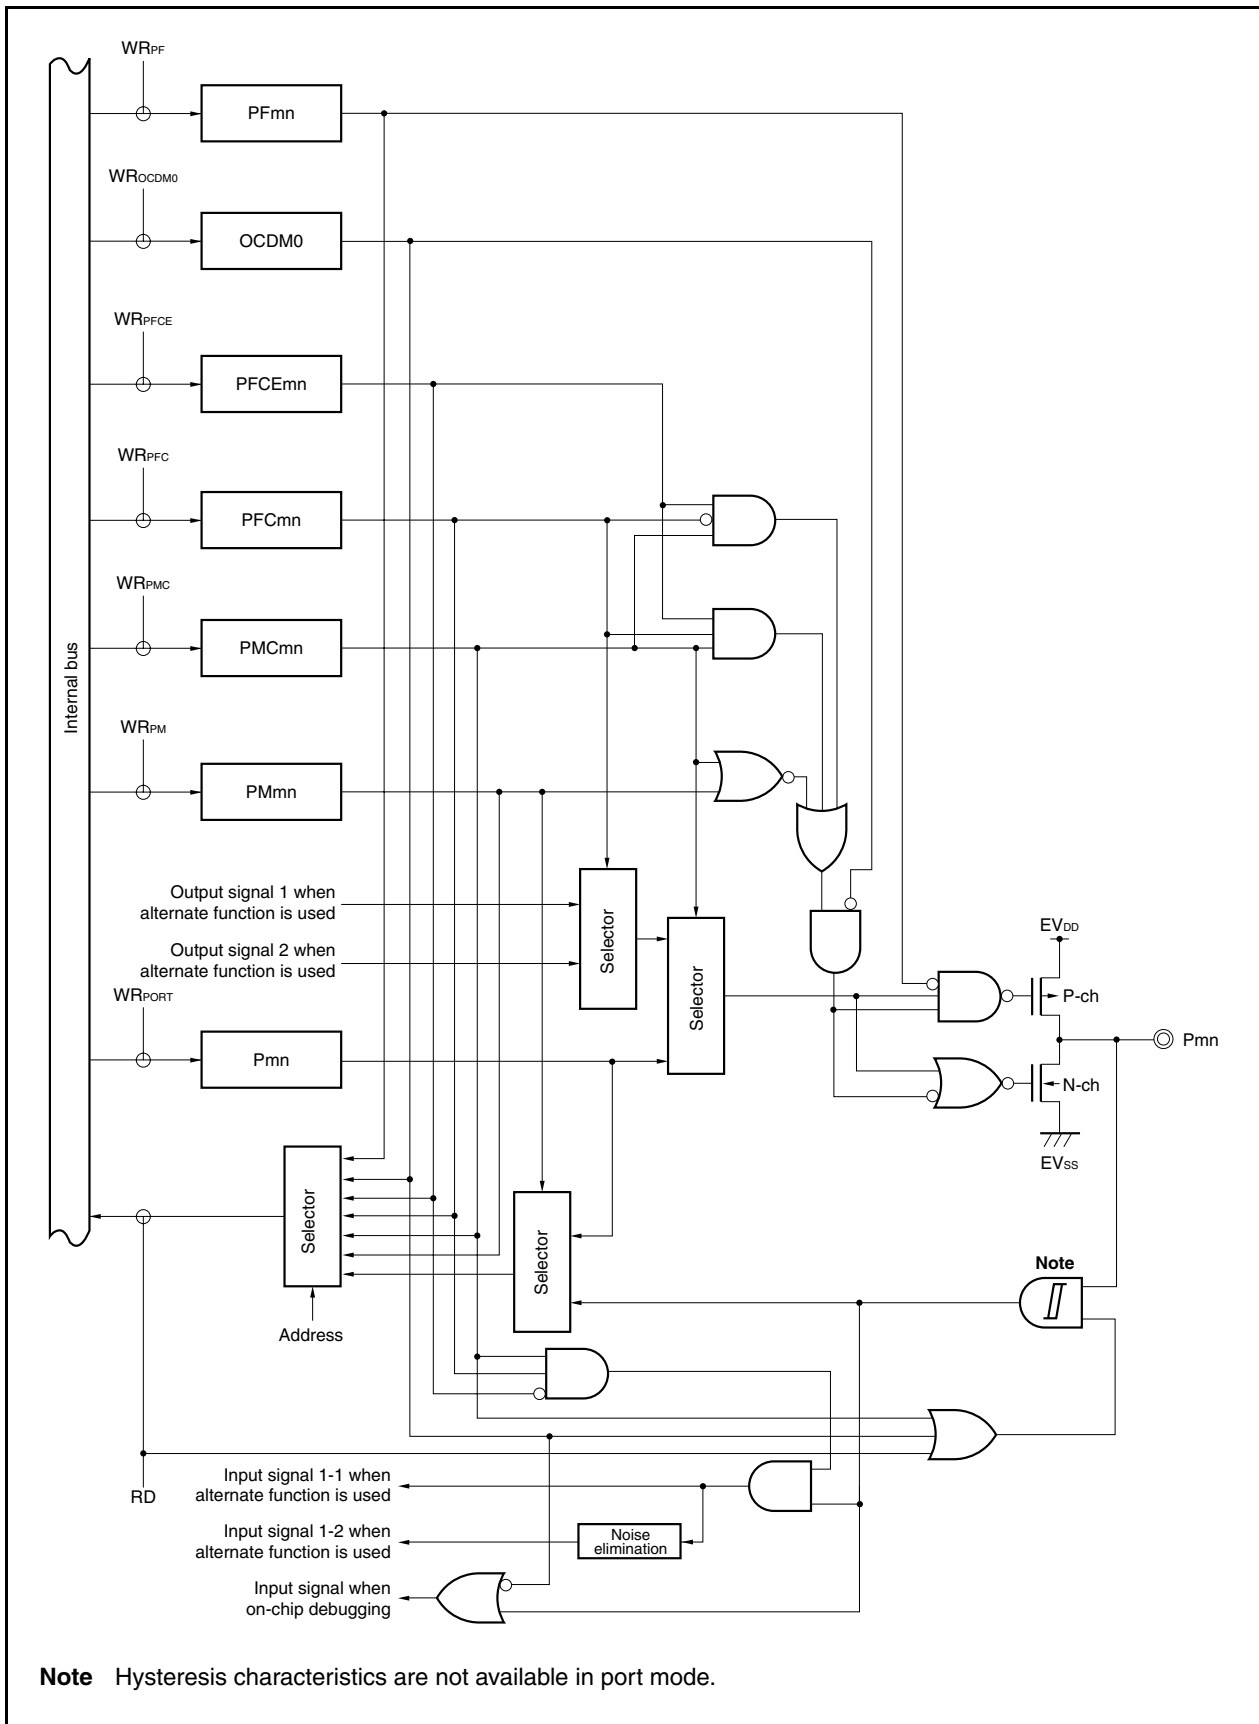 WRPF
PFmn
WROCDM0
OCDM0
WRPFCE
PFCEmn
WRPFC
PFCmn
WRPMC
PMCmn
Internal bus
WRPM
PMmn
Output signal 1 when
alternate function is used
Output signal 2 when
alternate function is used
Selector
Selector
EVDD
P-ch
WRPORT
Pmn
Pmn
N-ch
EVSS
Selector
Selector
Note
Address
RD
Input signal 1-1 when
alternate function is used
Input signal 1-2 when
alternate function is used
Noise
elimination
Input signal when
on-chip debugging
Note Hysteresis characteristics are not available in port mode.